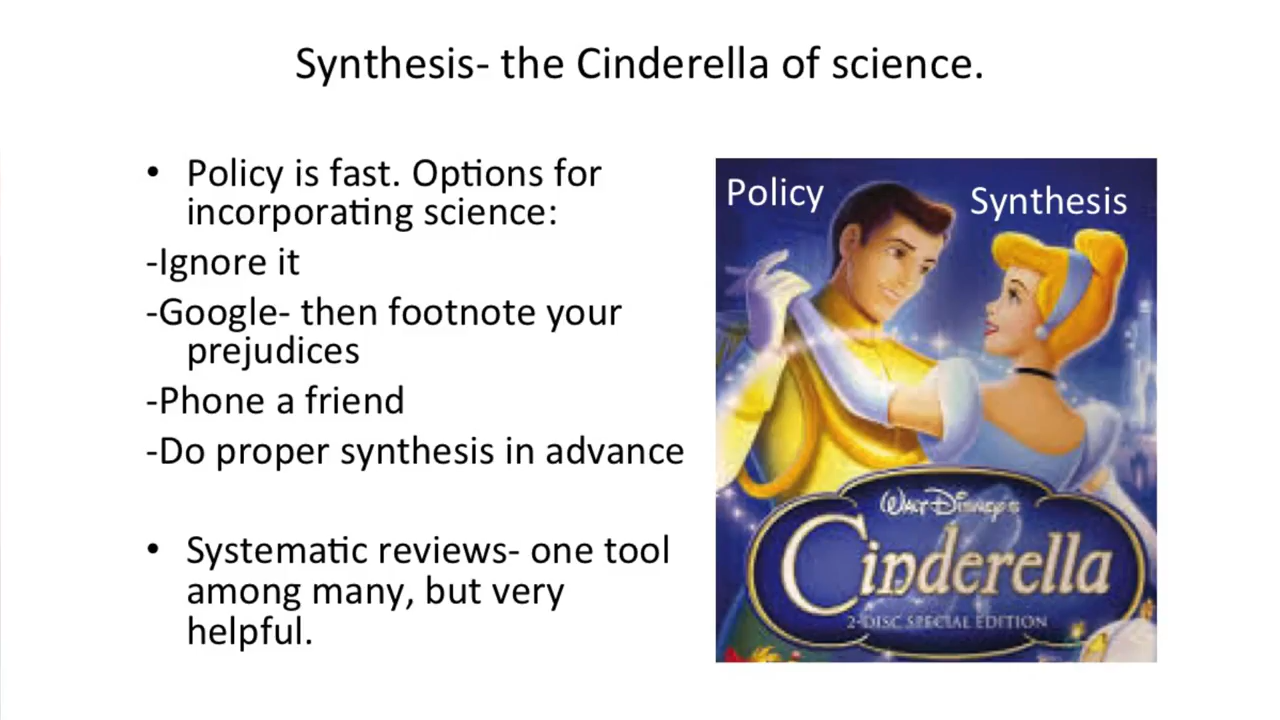 Synthesis- the Cinderella of science.
• Policy is fast. Options for
incorporating science:
-Ignore it
-Google- then footnote your
prejudices
-Phone a friend
-Do proper synthesis in advance
• Systematic reviews- one tool
among many, but very
helpful.
Policy
Synthesis
Walt Disney's
Cinderella
2-DISC SPECIAL EDITION